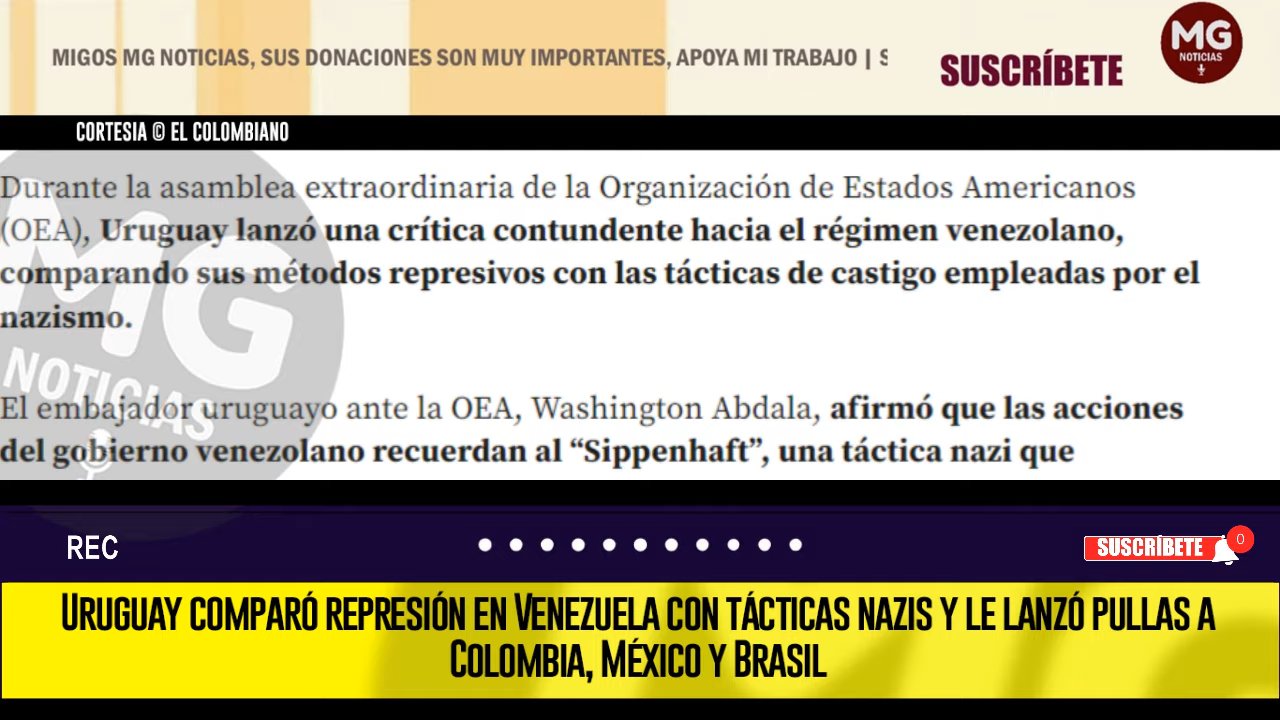 MIGOS MG NOTICIAS, SUS DONACIONES SON MUY IMPORTANTES, APOYA MI TRABAJO | S
SUSCRÍBETE
MG
NOTICIAS
CORTESIA © EL COLOMBIANO
Durante la asamblea extraordinaria de la Organización de Estados Americanos
(OEA), Uruguay lanzó una crítica contundente hacia el régimen venezolano,
comparando sus métodos represivos con las tácticas de castigo empleadas por el
nazismo.
MG
NOTICIAS
El embajador uruguayo ante la OEA, Washington Abdala, afirmó que las acciones
del gobierno venezolano recuerdan al “Sippenhaft”, una táctica nazi que
REC
SUSCRÍBETE
0
URUGUAY COMPARÓ REPRESIÓN EN VENEZUELA CON TÁCTICAS NAZIS Y LE LANZÓ PULLAS A
COLOMBIA, MÉXICO Y BRASIL